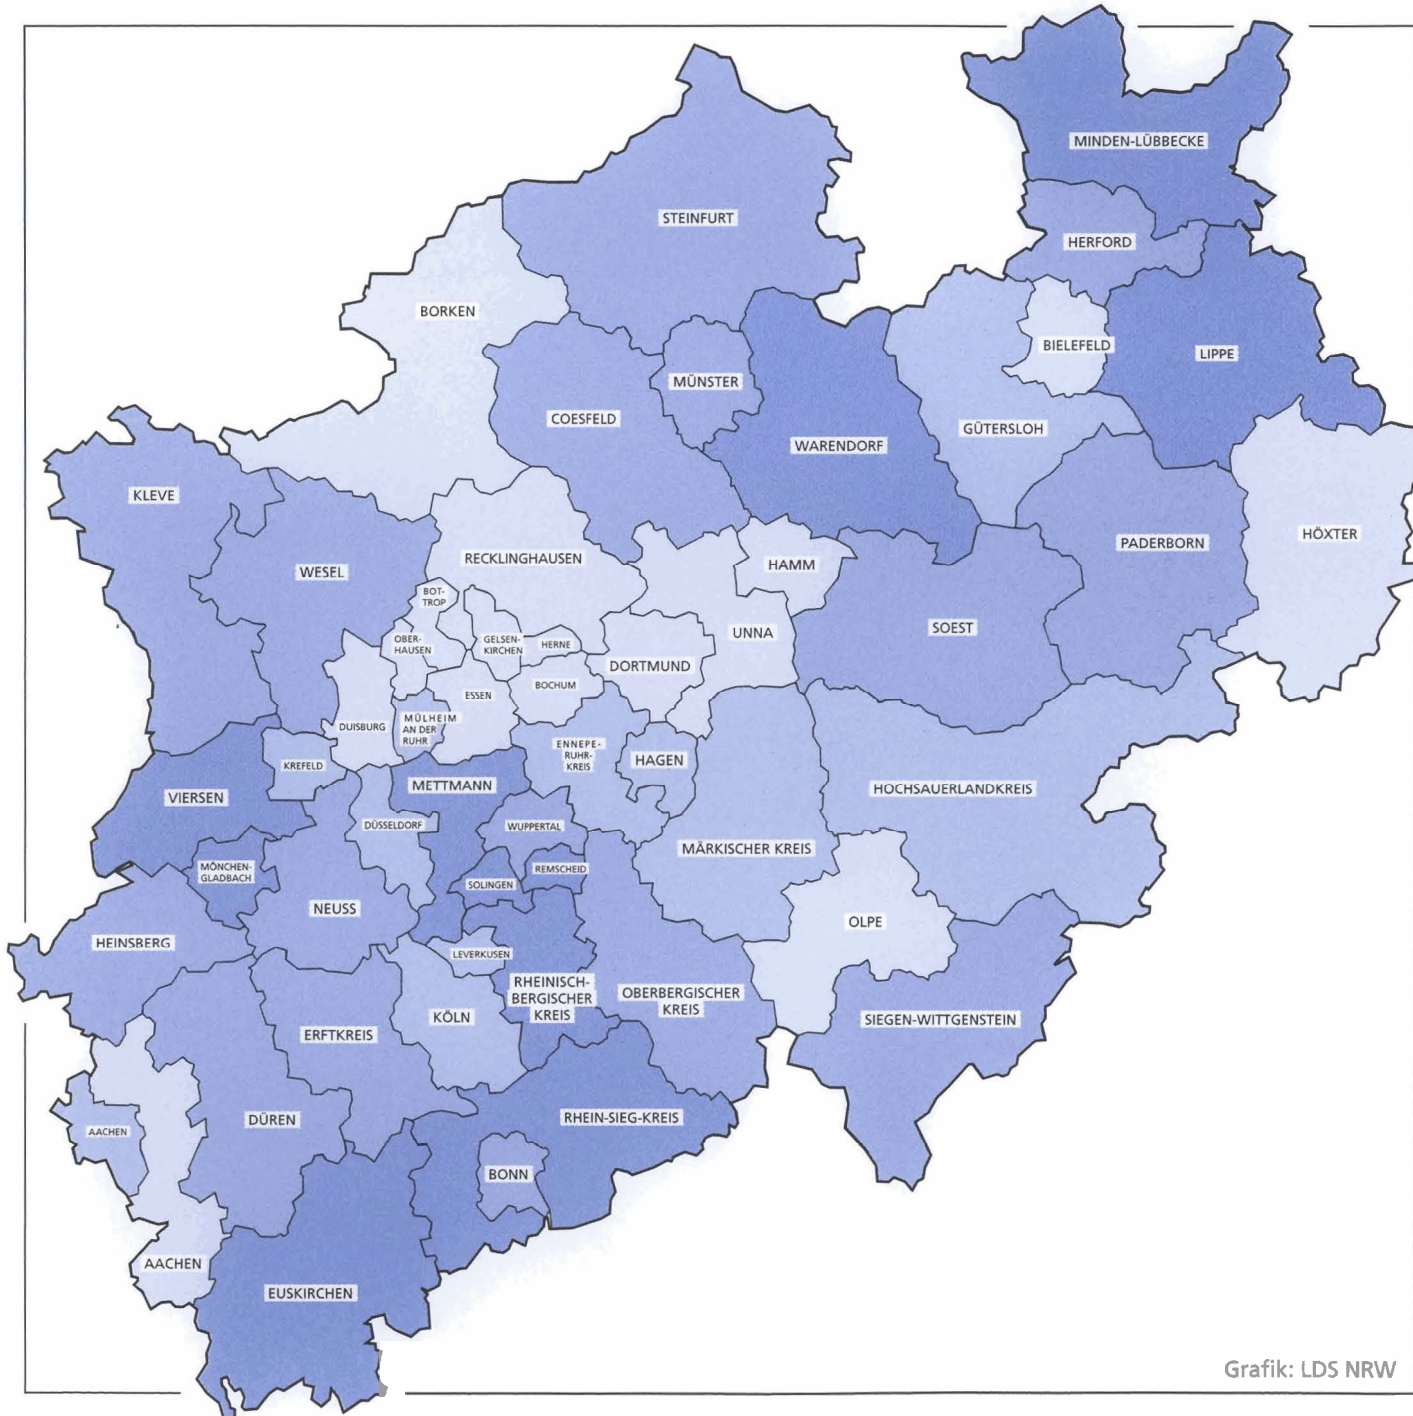 MINDEN-LÜBBECKE
STEINFURT
HERFORD
BORKEN
BIELEFELD
LIPPE
MÜNSTER
COESFELD
GÜTERSLOH
WARENDORF
KLEVE
HÖXTER
PADERBORN
RECKLINGHAUSEN
HAMM
WESEL
BOT-
TROP
SOEST
UNNA
OBER-
HAUSEN
GELSEN-
KIRCHEN
HERNE
DORTMUND
BOCHUM
ESSEN
DUISBURG
MÜLHEIM
AN DER
RUHR
ENNEPE-
RUHR-
KREIS
HAGEN
KREFELD
METTMANN
HOCHSAUERLANDKREIS
VIERSEN
DÜSSELDORF
WUPPERTAL
MÄRKISCHER KREIS
MÖNCHEN-
GLADBACH
REMSCHEID
SOLINGEN
NEUSS
OLPE
HEINSBERG
LEVERKUSEN
RHEINISCH-
BERGISCHER
KREIS
OBERBERGISCHER
KREIS
KÖLN
SIEGEN-WITTGENSTEIN
ERFTKREIS
DÜREN
RHEIN-SIEG-KREIS
AACHEN
BONN
AACHEN
EUSKIRCHEN
Grafik: LDS NRW